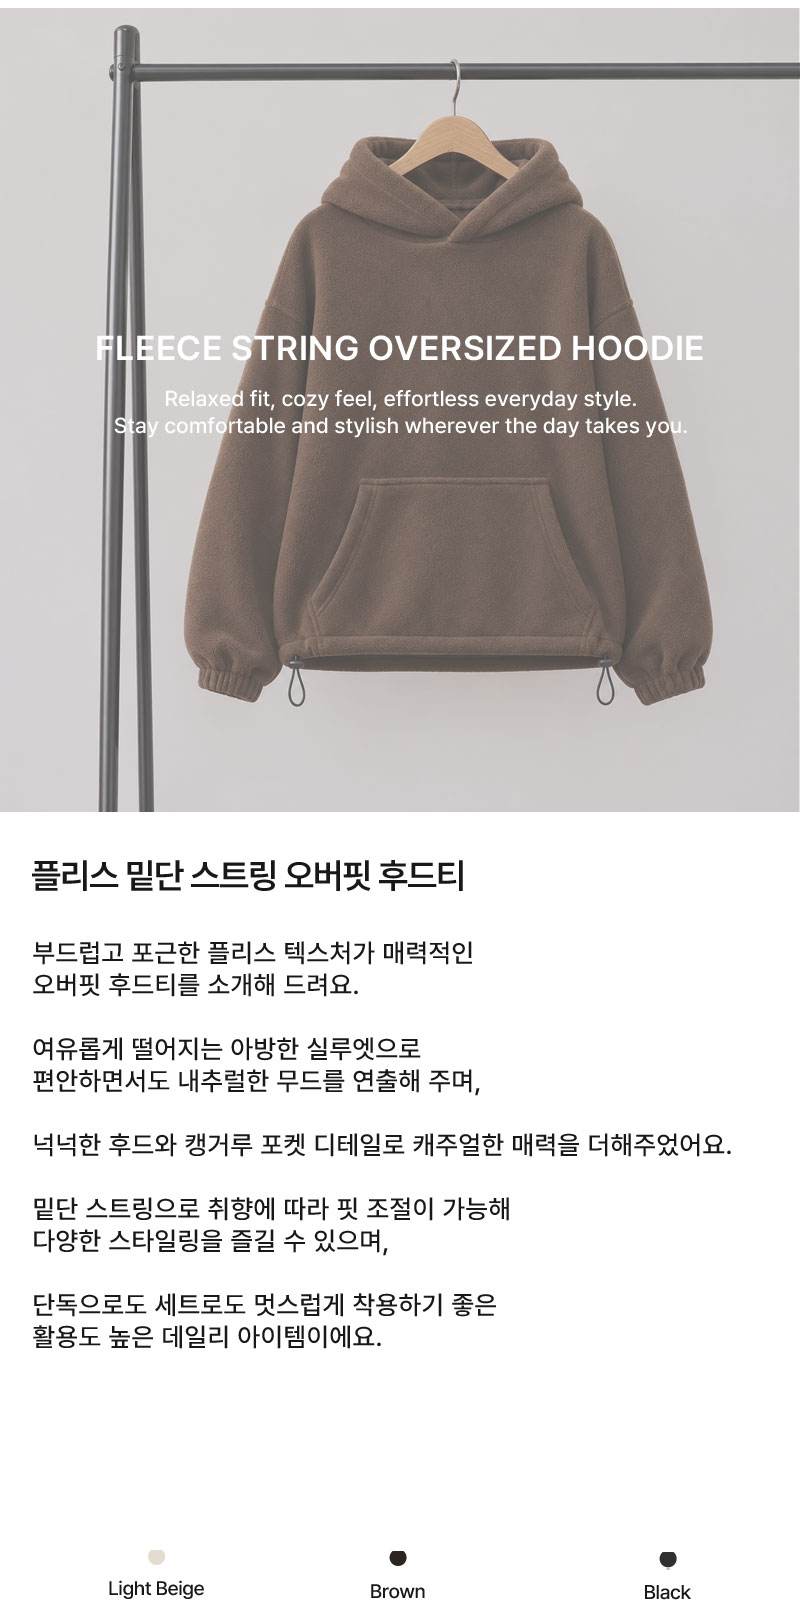 FLEECE STRING OVERSIZED HOODIE
Relaxed fit, cozy feel, effortless everyday style.
Stay comfortable and stylish wherever the day takes you.
플리스 밑단 스트링 오버핏 후드티
부드럽고 포근한 플리스 텍스처가 매력적인
오버핏 후드티를 소개해 드려요.
여유롭게 떨어지는 아방한 실루엣으로
편안하면서도 내추럴한 무드를 연출해 주며,
넉넉한 후드와 캥거루 포켓 디테일로 캐주얼한 매력을 더해주었어요.
밑단 스트링으로 취향에 따라 핏 조절이 가능해
다양한 스타일링을 즐길 수 있으며,
단독으로도 세트로도 멋스럽게 착용하기 좋은
활용도 높은 데일리 아이템이에요.
Light Beige
Brown
Black